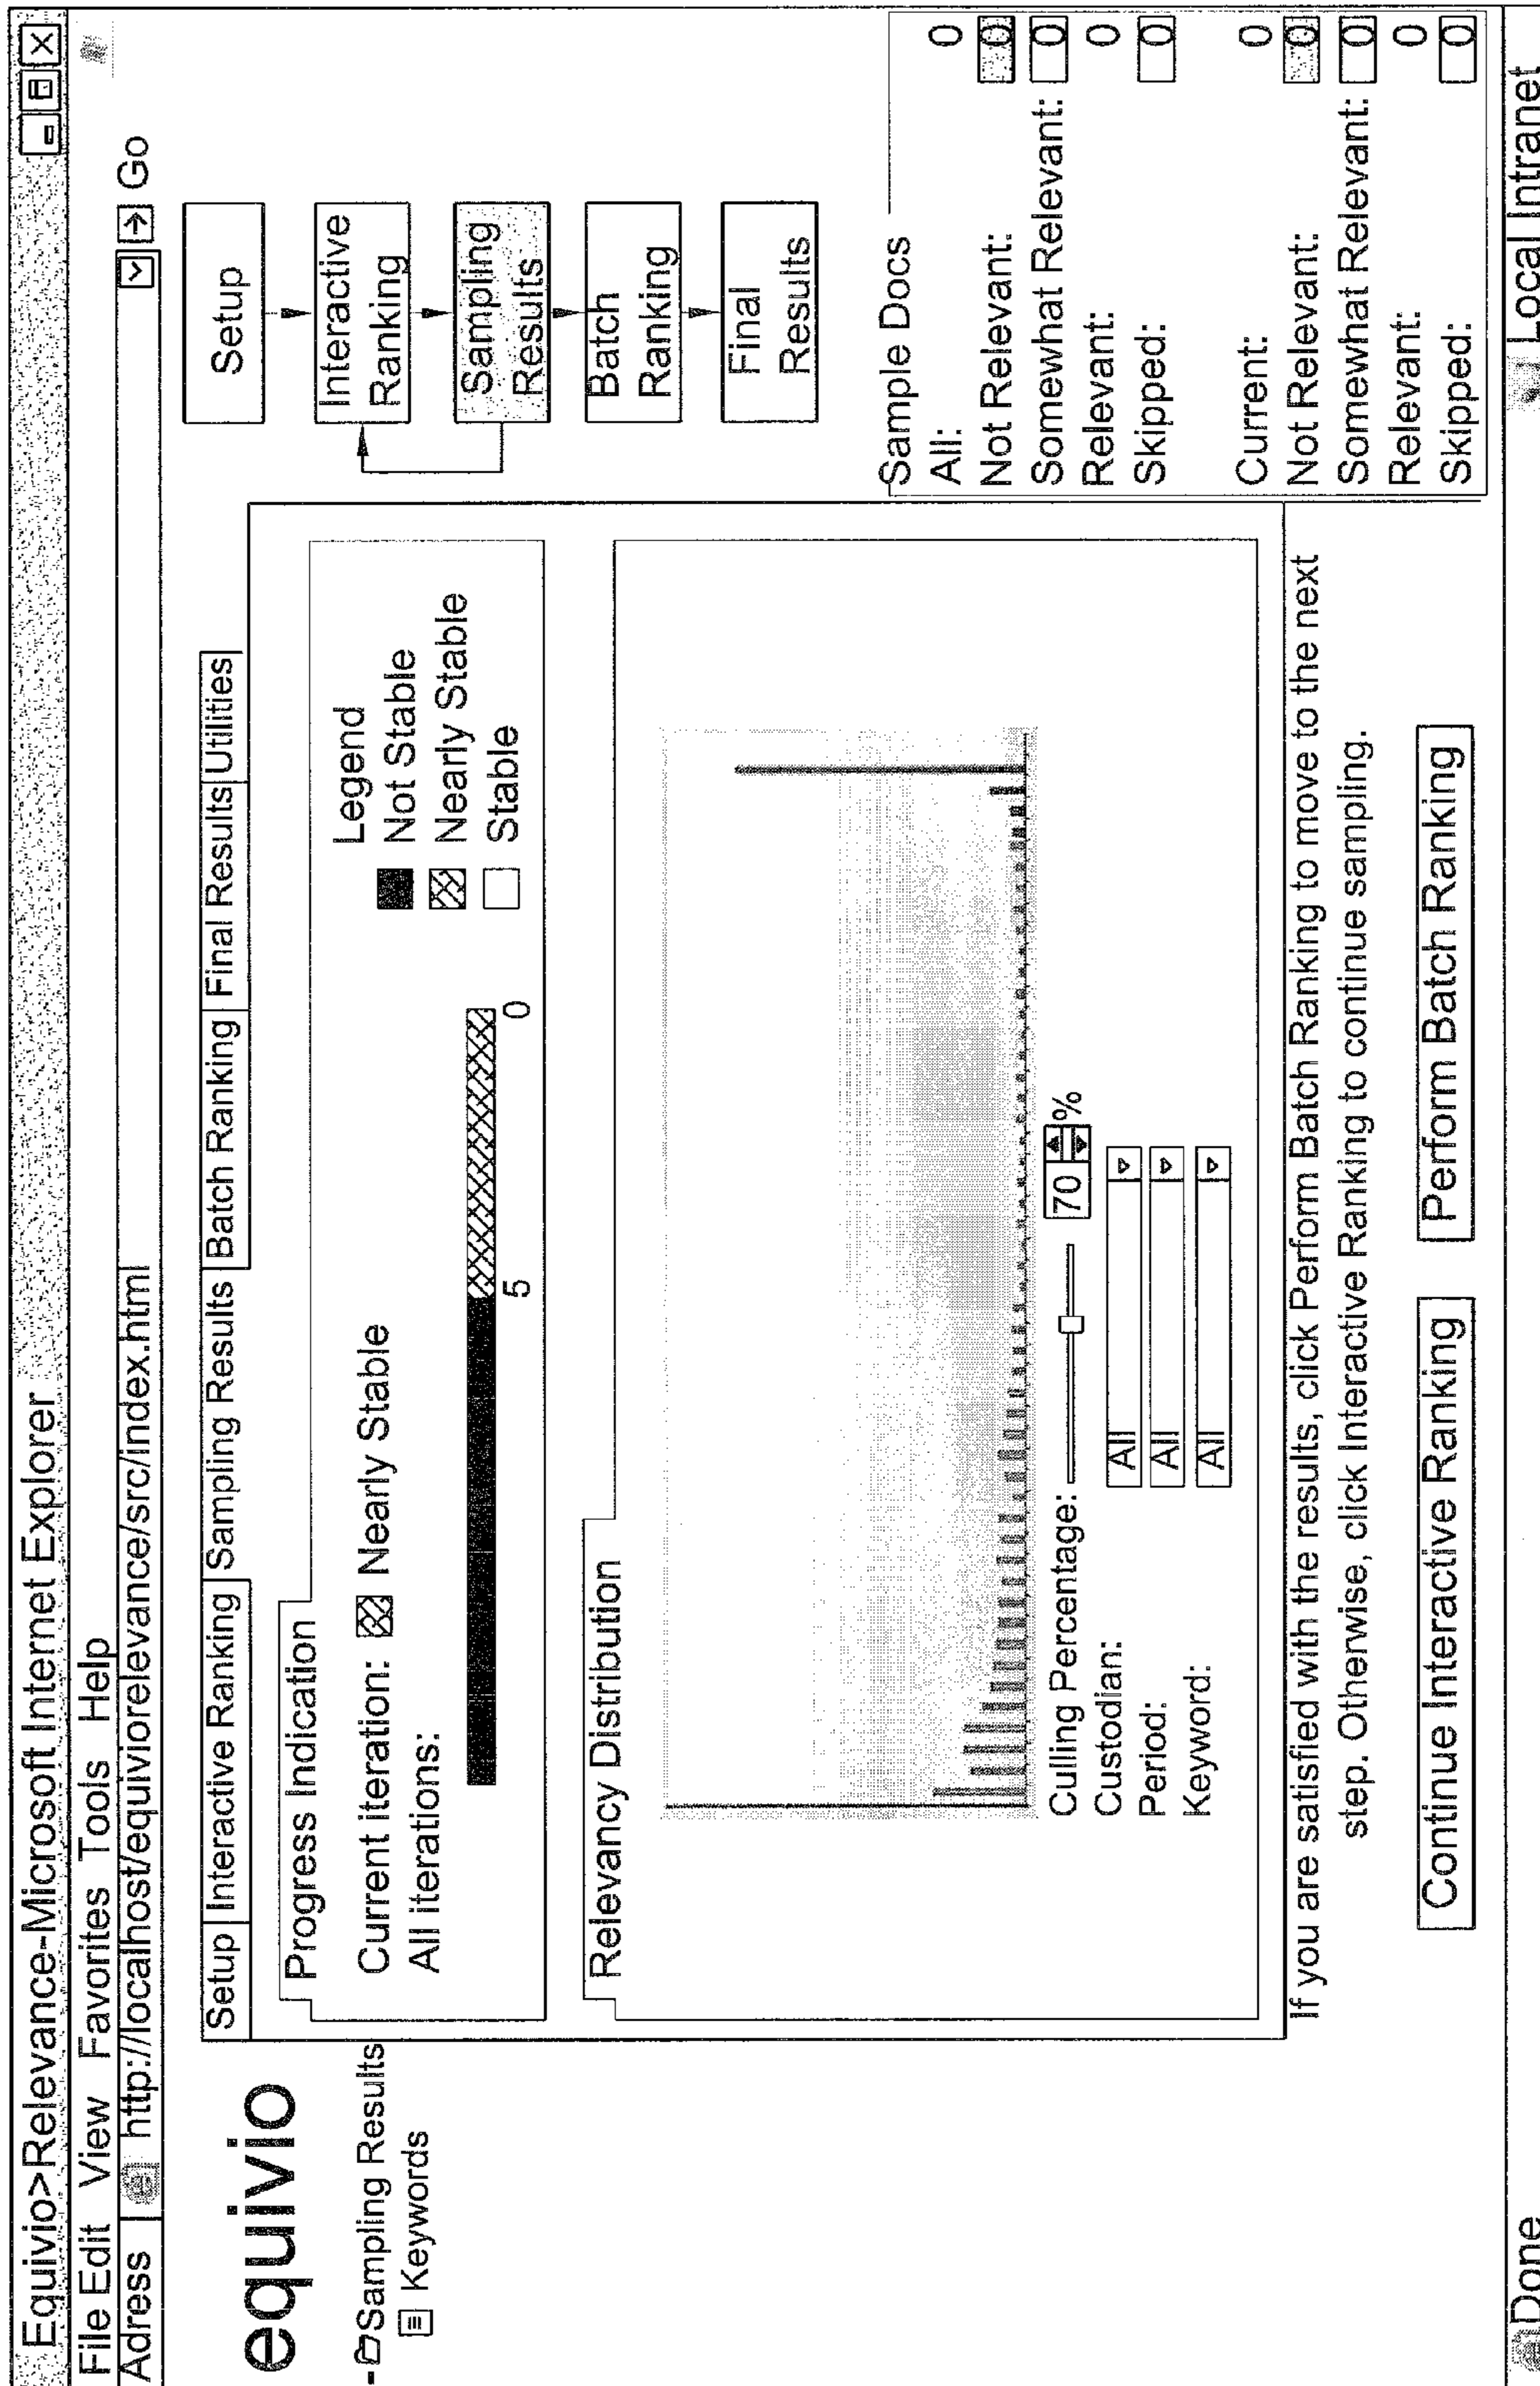 Equivio>Relevance-Microsoft Internet Explorer
File Edit View Favorites Tools Help
Adress http://localhost/equiviorelevance/src/index.html Go
equivio
Sampling Results
Keywords
Setup Interactive Ranking Sampling Results Batch Ranking Final Results Utilities
Progress Indication
Current iteration: Nearly Stable
All iterations:
5 0
Legend
Not Stable
Nearly Stable
Stable
Relevancy Distribution
Culling Percentage: 70 %
Custodian: All
Period: All
Keyword: All
If you are satisfied with the results, click Perform Batch Ranking to move to the next
step. Otherwise, click Interactive Ranking to continue sampling.
Continue Interactive Ranking Perform Batch Ranking
Setup
Interactive
Ranking
Sampling
Results
Batch
Ranking
Final
Results
Sample Docs
All: 0
Not Relevant: 0
Somewhat Relevant: 0
Relevant: 0
Skipped: 0
Current: 0
Not Relevant: 0
Somewhat Relevant: 0
Relevant: 0
Skipped: 0
Done Local Intranet